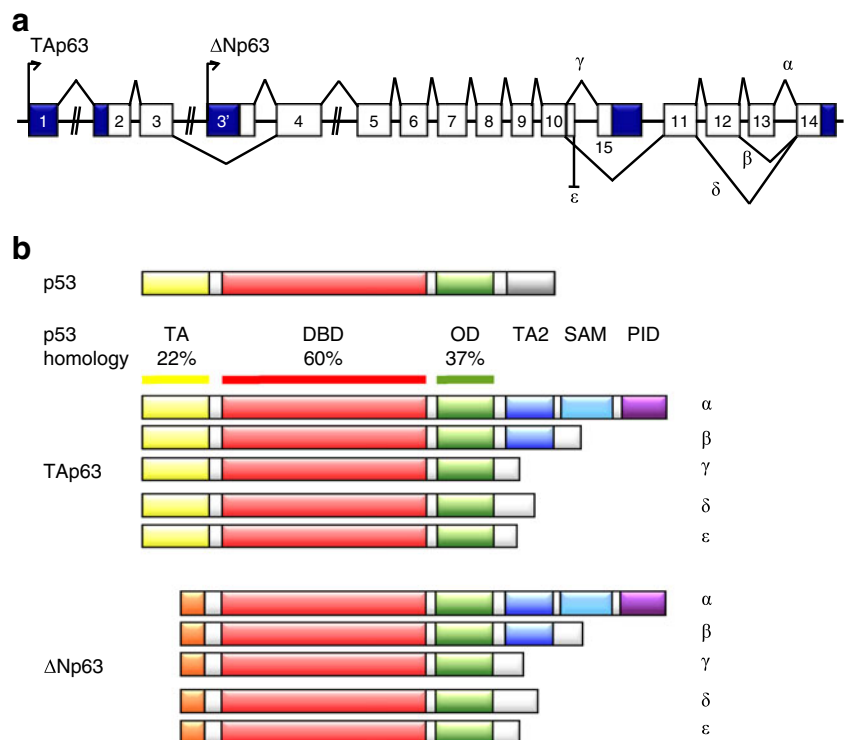 a
TAp63 ΔNp63 γ α
1 2 3 3' 4 5 6 7 8 9 10 15 11 12 13 14
β
δ
ε
b
p53
p53 TA DBD OD TA2 SAM PID
homology 22% 60% 37%
α
β
TAp63 γ
δ
ε
α
β
ΔNp63 γ
δ
ε